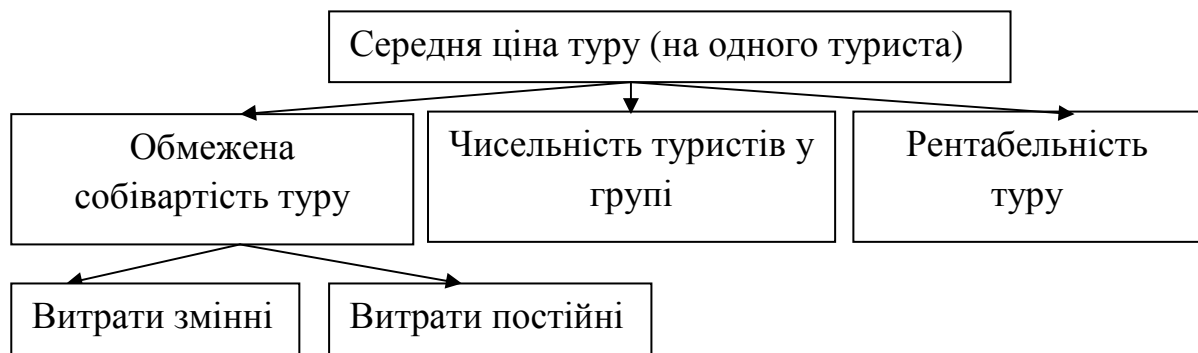 Середня ціна туру (на одного туриста)
Обмежена
собівартість туру
Чисельність туристів у
групі
Рентабельність
туру
Витрати змінні
Витрати постійні